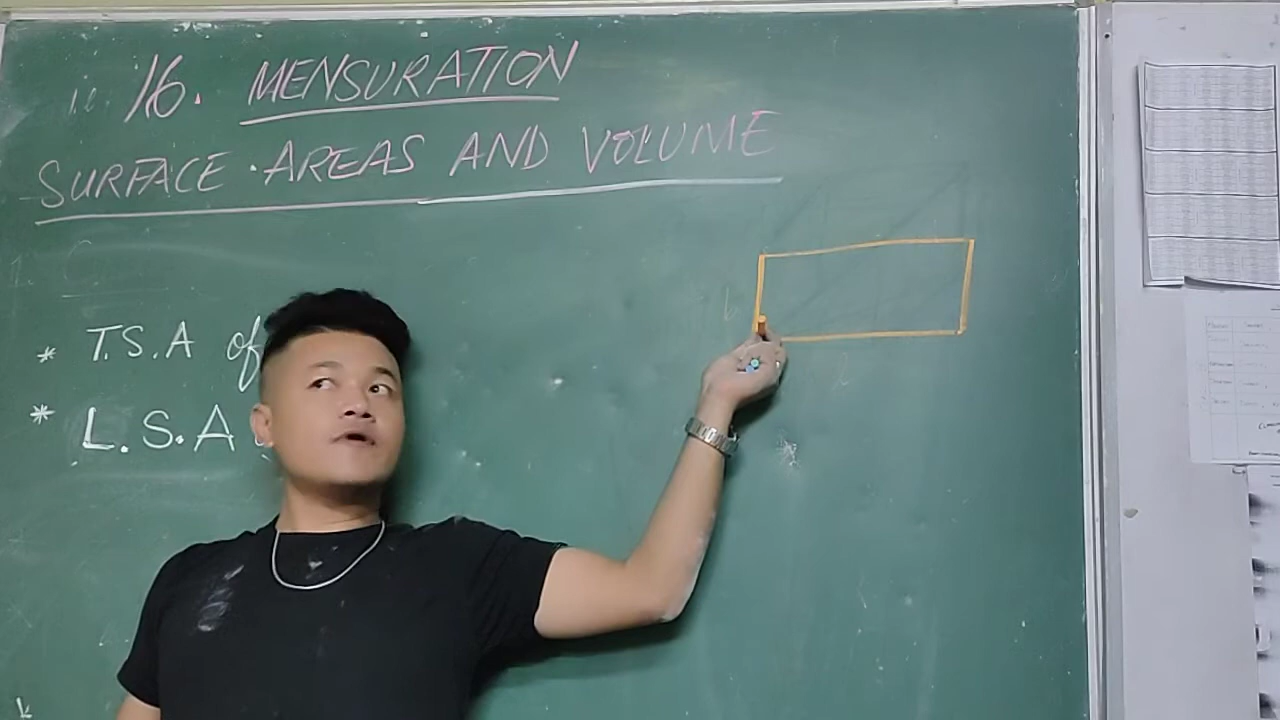 16. MENSURATION
SURFACE AREAS AND VOLUME
* T.S.A of
* L.S.A